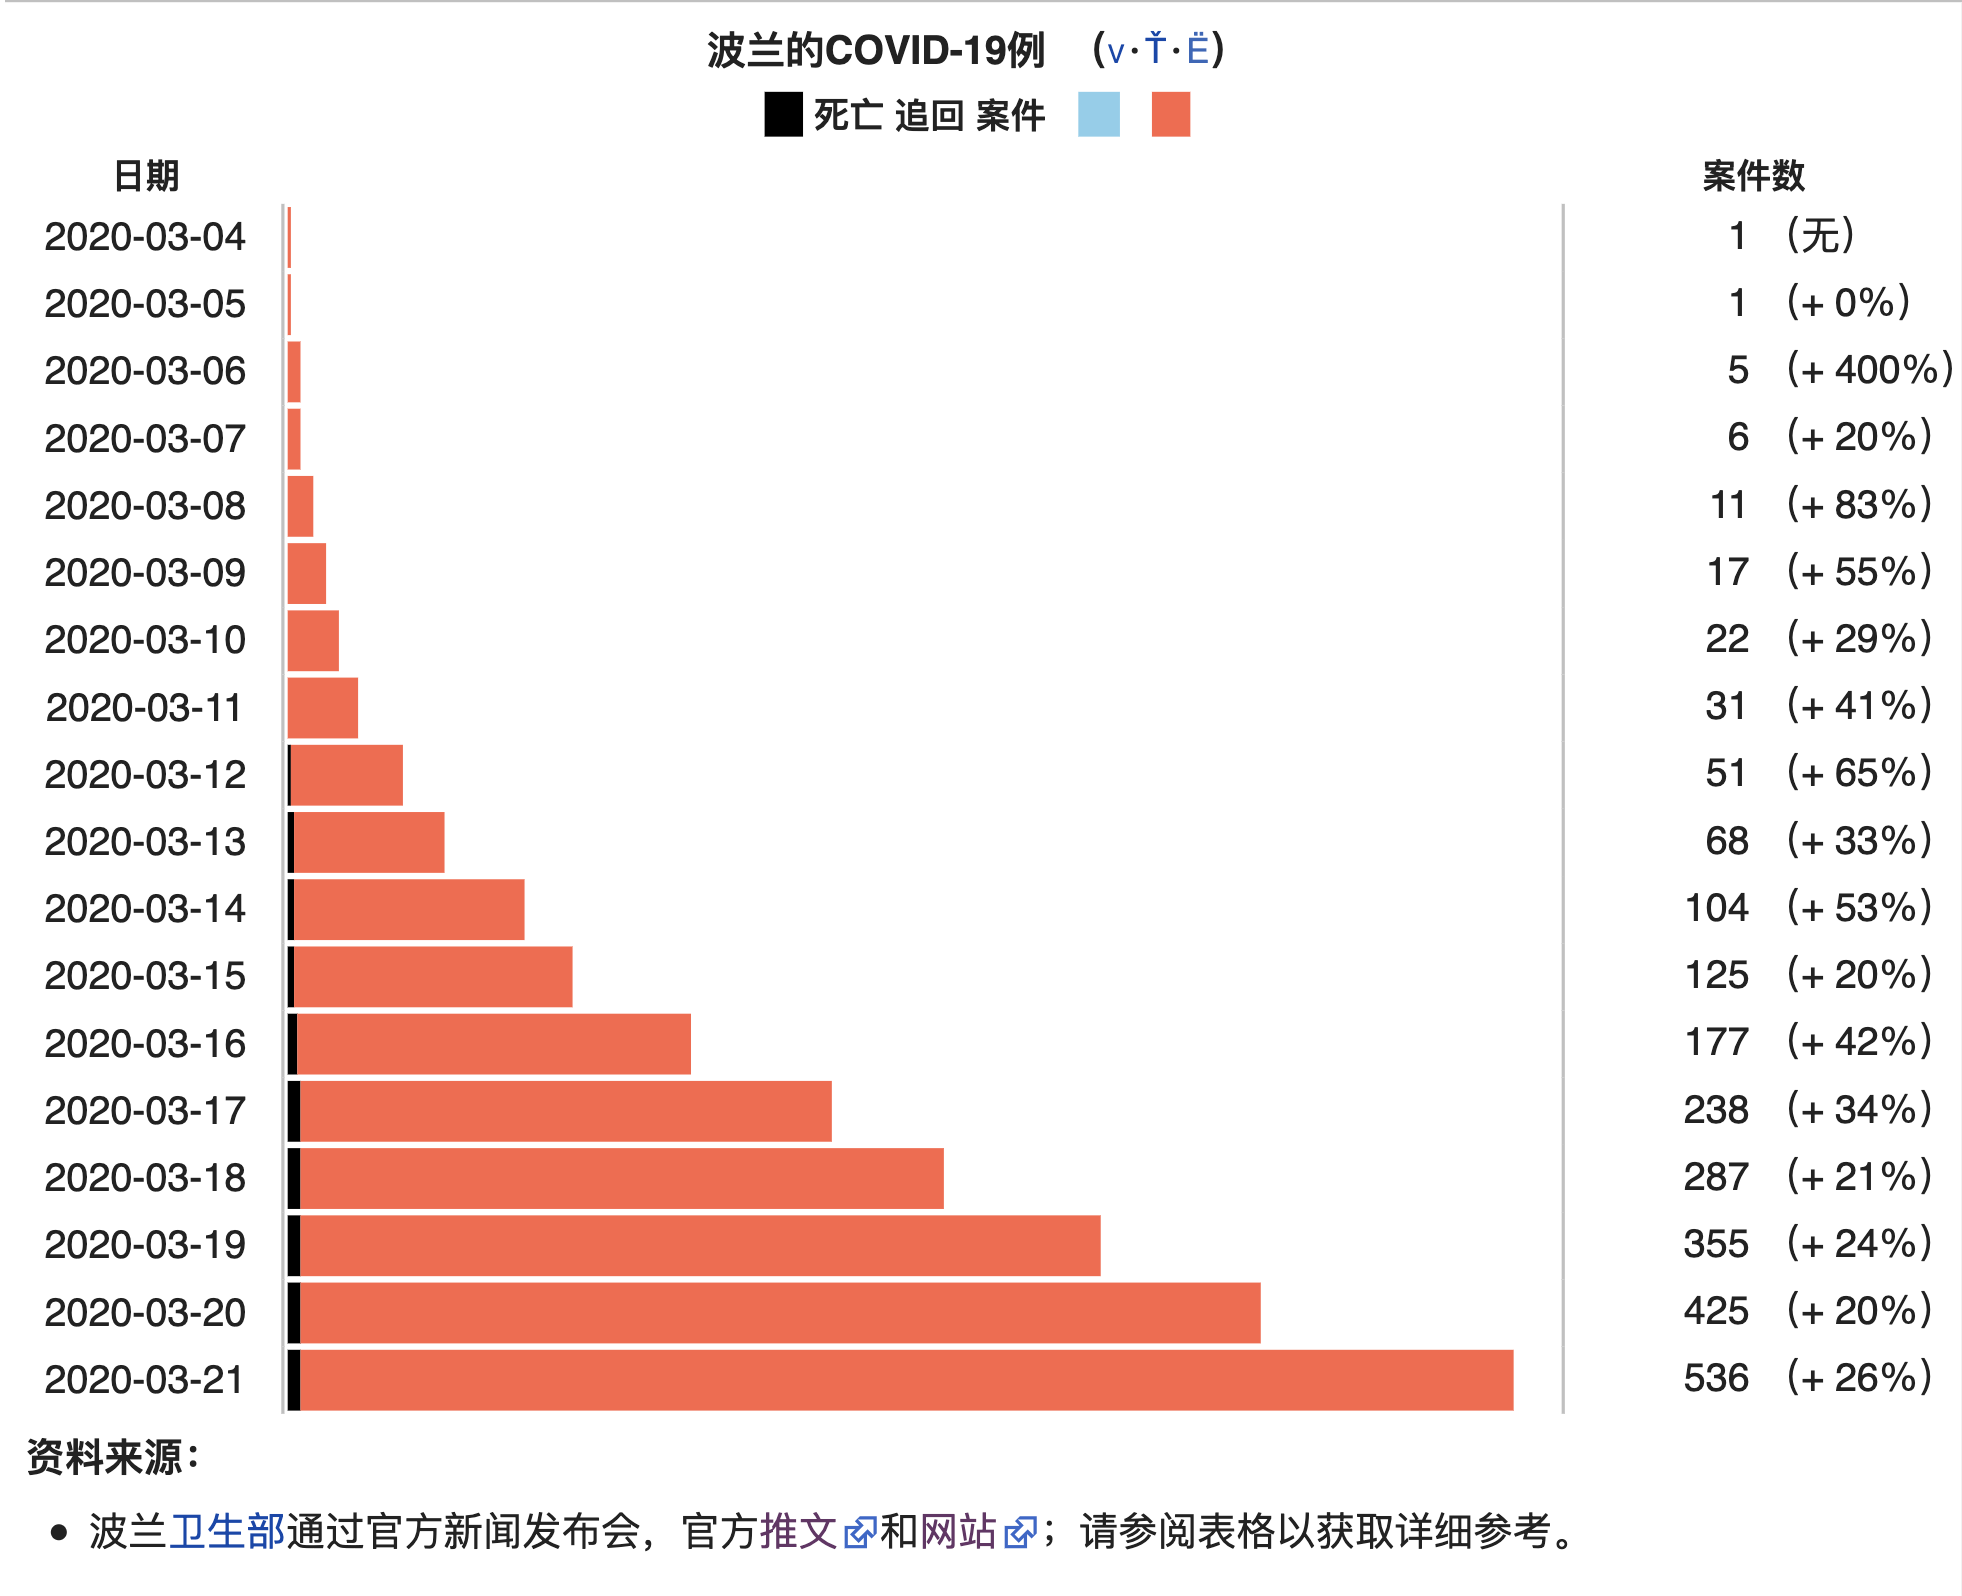 波兰的COVID-19例 (v·Ť·Ë)
死亡 追回 案件
日期 案件数
2020-03-04 1 (无)
2020-03-05 1 (+ 0%)
2020-03-06 5 (+ 400%)
2020-03-07 6 (+ 20%)
2020-03-08 11 (+ 83%)
2020-03-09 17 (+ 55%)
2020-03-10 22 (+ 29%)
2020-03-11 31 (+ 41%)
2020-03-12 51 (+ 65%)
2020-03-13 68 (+ 33%)
2020-03-14 104 (+ 53%)
2020-03-15 125 (+ 20%)
2020-03-16 177 (+ 42%)
2020-03-17 238 (+ 34%)
2020-03-18 287 (+ 21%)
2020-03-19 355 (+ 24%)
2020-03-20 425 (+ 20%)
2020-03-21 536 (+ 26%)
资料来源：
● 波兰卫生部通过官方新闻发布会，官方推文和网站；请参阅表格以获取详细参考。